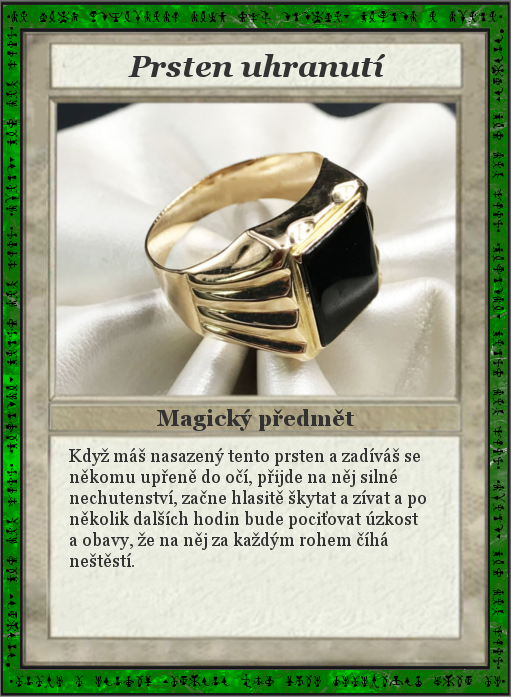 Prsten uhranutí
Magický předmět
Když máš nasazený tento prsten a zadíváš se
někomu upřeně do očí, přijde na něj silné
nechutenství, začne hlasitě škytat a zívat a po
několik dalších hodin bude pociťovat úzkost
a obavy, že na něj za každým rohem číhá
neštěstí.